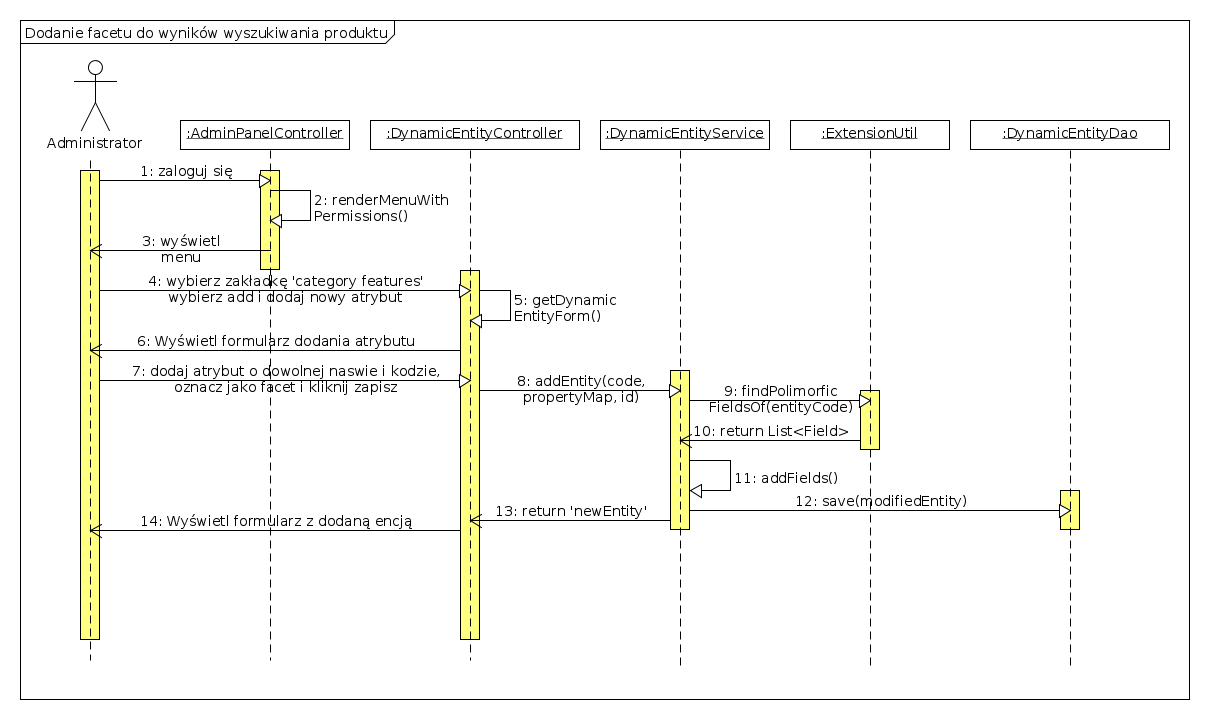 Dodanie facetu do wyników wyszukiwania produktu
Administrator
:AdminPanelController
:DynamicEntityController
:DynamicEntityService
:ExtensionUtil
:DynamicEntityDao
1: zaloguj się
2: renderMenuWith
Permissions()
3: wyświetl
menu
4: wybierz zakładkę 'category features'
wybierz add i dodaj nowy atrybut
5: getDynamic
EntityForm()
6: Wyświetl formularz dodania atrybutu
7: dodaj atrybut o dowolnej naswie i kodzie,
oznacz jako facet i kliknij zapisz
8: addEntity(code,
propertyMap, id)
9: findPolimorfic
FieldsOf(entityCode)
10: return List<Field>
11: addFields()
12: save(modifiedEntity)
13: return 'newEntity'
14: Wyświetl formularz z dodaną encją